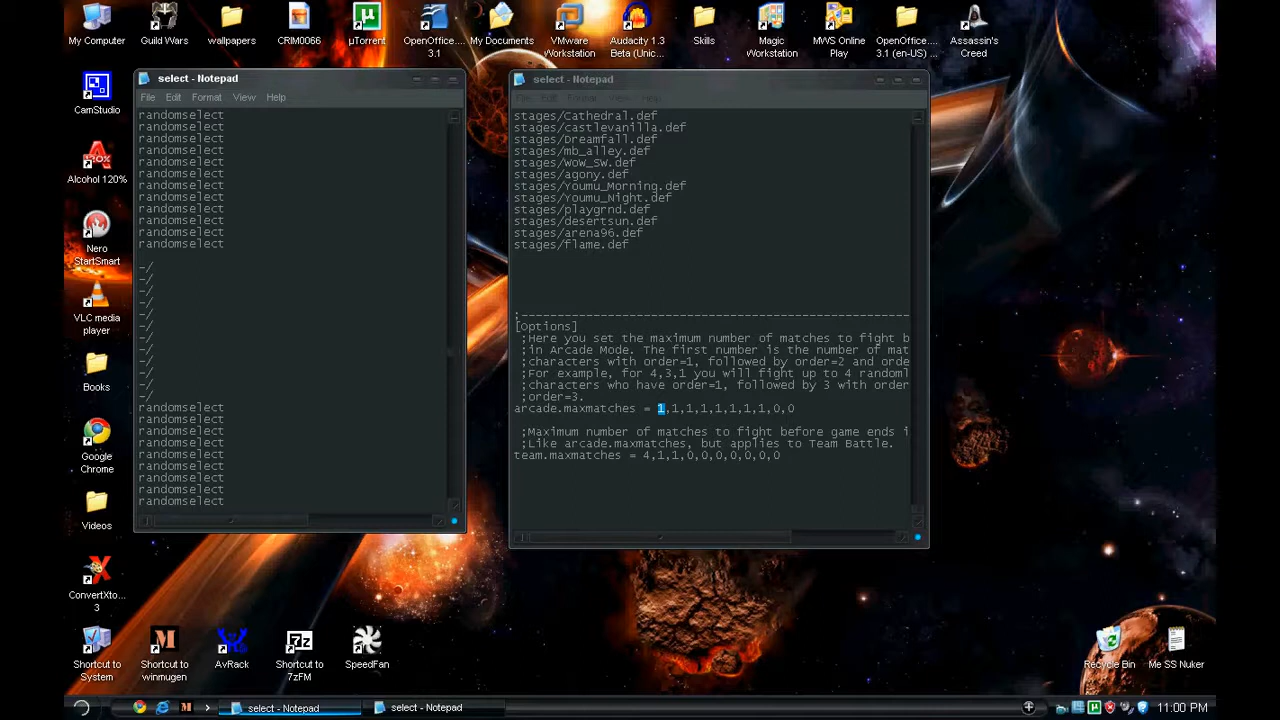 My Computer
Guild Wars
wallpapers
CRIM0066
µTorrent
OpenOffice....
3.1
My Documents
VMware
Workstation
Audacity 1.3
Beta (Unic...
Skills
Magic
Workstation
MWS Online
Play
OpenOffice...
3.1 (en-US)...
Assassin's
Creed
CamStudio
Alcohol 120%
Nero
StartSmart
VLC media
player
Books
Google
Chrome
Videos
ConvertXto...
3
Shortcut to
System
Shortcut to
winmugen
AvRack
Shortcut to
7zFM
SpeedFan
Recycle Bin
Me SS Nuker
select - Notepad
File Edit Format View Help
randomselect
randomselect
randomselect
randomselect
randomselect
randomselect
randomselect
randomselect
randomselect
randomselect
randomselect
randomselect
-/
-/
-/
-/
-/
-/
-/
-/
-/
-/
-/
-/
randomselect
randomselect
randomselect
randomselect
randomselect
randomselect
randomselect
randomselect
randomselect
select - Notepad
File Edit Format View Help
stages/Cathedral.def
stages/castlevanilla.def
stages/Dreamfall.def
stages/mb_alley.def
stages/WOW_SW.def
stages/agony.def
stages/Youmu_Morning.def
stages/Youmu_Night.def
stages/playgrnd.def
stages/desertsun.def
stages/arena96.def
stages/flame.def
;-------------------------------------------------------
[Options]
;Here you set the maximum number of matches to fight b
;in Arcade Mode. The first number is the number of mat
;characters with order=1, followed by order=2 and orde
;For example, for 4,3,1 you will fight up to 4 randoml
;characters who have order=1, followed by 3 with order
;order=3.
arcade.maxmatches = 1,1,1,1,1,1,1,1,0,0
;Maximum number of matches to fight before game ends i
;Like arcade.maxmatches, but applies to Team Battle.
team.maxmatches = 4,1,1,0,0,0,0,0,0,0
select - Notepad
select - Notepad
11:00 PM